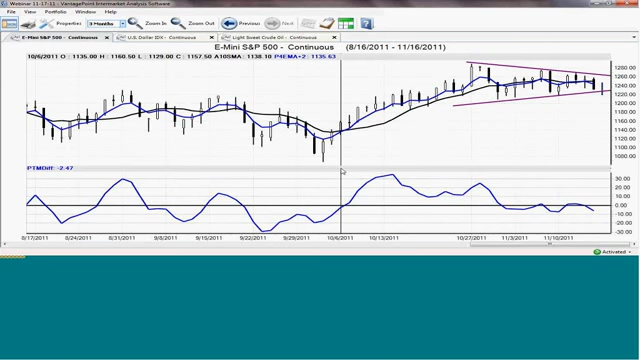 Webinar 11-17-11 - VantagePoint Intermarket Analysis Software
File View Portfolio Window Help
Window Properties 3 Months Zoom In Zoom Out Previous Next
E-Mini S&P 500 - Continuous U.S. Dollar IDX - Continuous Light Sweet Crude Oil - Continuous
E-Mini S&P 500 - Continuous (8/16/2011 - 11/16/2011)
10/6/2011 O 1135.00 H 1160.50 L 1129.00 C 1157.50 A10SMA: 1138.10 P4EMA+2: 1135.63
1280.00
1260.00
1240.00
1220.00
1200.00
1180.00
1160.00
1140.00
1120.00
1100.00
1080.00
PTMDiff: -2.47
30.00
20.00
10.00
0.00
-10.00
-20.00
-30.00
8/17/2011 8/24/2011 8/31/2011 9/8/2011 9/15/2011 9/22/2011 9/29/2011 10/6/2011 10/13/2011 10/27/2011 11/3/2011 11/10/2011
Activated